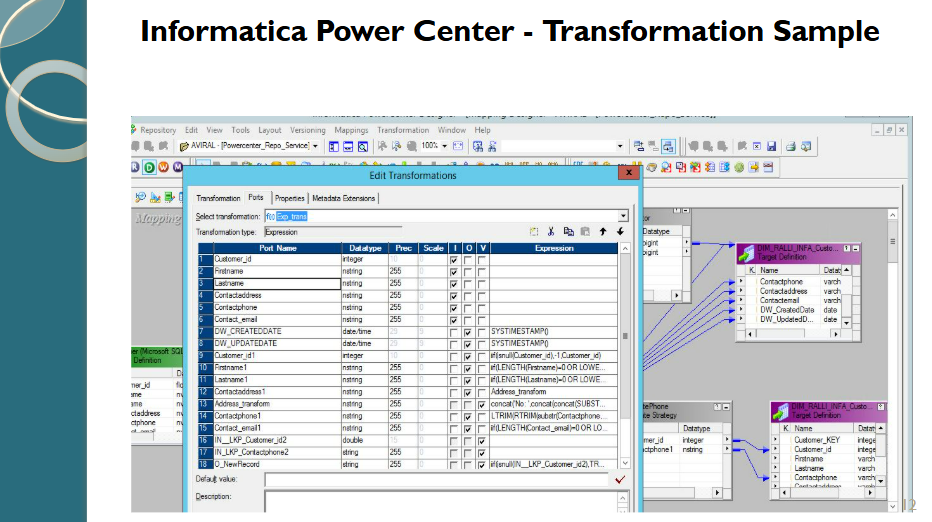 Informatica Power Center - Transformation Sample
Repository Edit View Tools Layout Versioning Mappings Transformation Window Help
AVIRAL - [Powercenter_Repo_Service]
100%
R D W M
Mapping
Edit Transformations
X
Transformation Ports Properties Metadata Extensions
Select transformation: f(x) Exp_trans
Transformation type: Expression
Port Name Datatype Prec Scale I O V Expression
1 Customer_id integer 10 0
2 Firstname nstring 255 0
3 Lastname nstring 255 0
4 Contactaddress nstring 255 0
5 Contactphone nstring 255 0
6 Contact_email nstring 255 0
7 DW_CREATEDDATE date/time 29 9 SYSTIMESTAMP()
8 DW_UPDATEDATE date/time 29 9 SYSTIMESTAMP()
9 Customer_id1 integer 10 0 iif(isnull(Customer_id),-1,Customer_id)
10 Firstname1 nstring 255 0 iif(LENGTH(Firstname)=0 OR LOWE...
11 Lastname1 nstring 255 0 iif(LENGTH(Lastname)=0 OR LOWE...
12 Contactaddress1 nstring 255 0 Address_transform
13 Address_transform nstring 255 0 concat('No:',concat(concat(SUBST...
14 Contactphone1 nstring 255 0 LTRIM(RTRIM(substr(Contactphone...
15 Contact_email1 nstring 255 0 iif(LENGTH(Contact_email)=0 OR LO...
16 IN__LKP_Customer_id2 double 15 0
17 IN_LKP_Contactphone2 string 255 0
18 O_NewRecord string 255 0 iif(isnull(IN__LKP_Customer_id2),TR...
Default value:
Description:
er (Microsoft SQL
Definition
mer_id
ame
ame
ctaddress
ctphone
Datatype
bigint
bigint
DIM_RALLI_INFA_Custo...
Target Definition
K. Name Datat
Contactphone varch
Contactaddress varch
Contactemail varch
DW_CreatedDate date
DW_UpdatedD... date
tePhone
te Strategy
Datatype
mer_id integer
ctphone1 nstring
DIM_RALLI_INFA_Custo
Target Definition
K Name Datat
Customer_KEY intege
Customer_id intege
Firstname varch
Lastname varch
Contactphone varch
Contactaddress varch
12